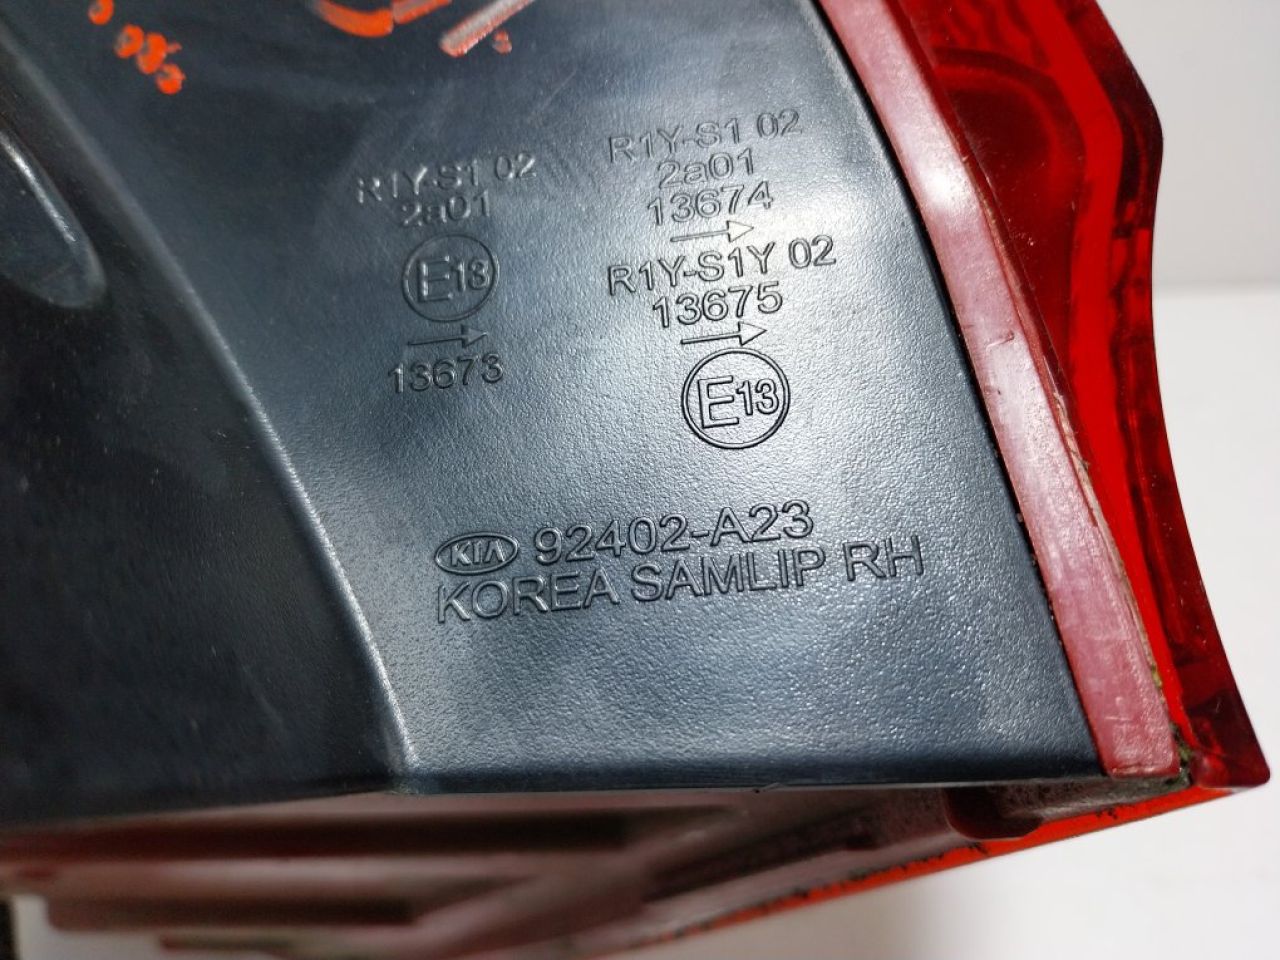 R1Y-S1 02
2a01
E13
→
13673
R1Y-S1 02
2a01
13674
→
R1Y-S1Y 02
13675
→
E13
KIA 92402-A23
KOREA SAMLIP RH